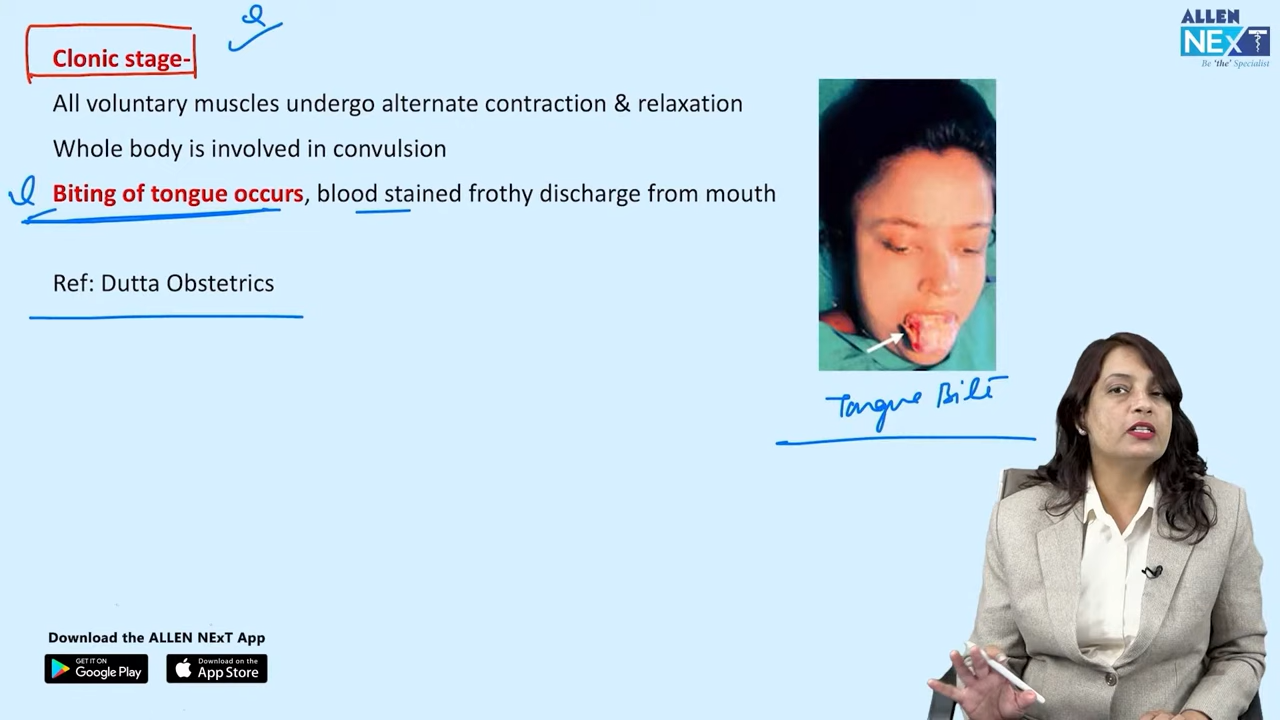 ALLEN
NExT
Be 'the' Specialist
Clonic stage-
All voluntary muscles undergo alternate contraction & relaxation
Whole body is involved in convulsion
Biting of tongue occurs, blood stained frothy discharge from mouth
Ref: Dutta Obstetrics
Tongue Bite
Download the ALLEN NExT App
GET IT ON
Google Play
Download on the
App Store